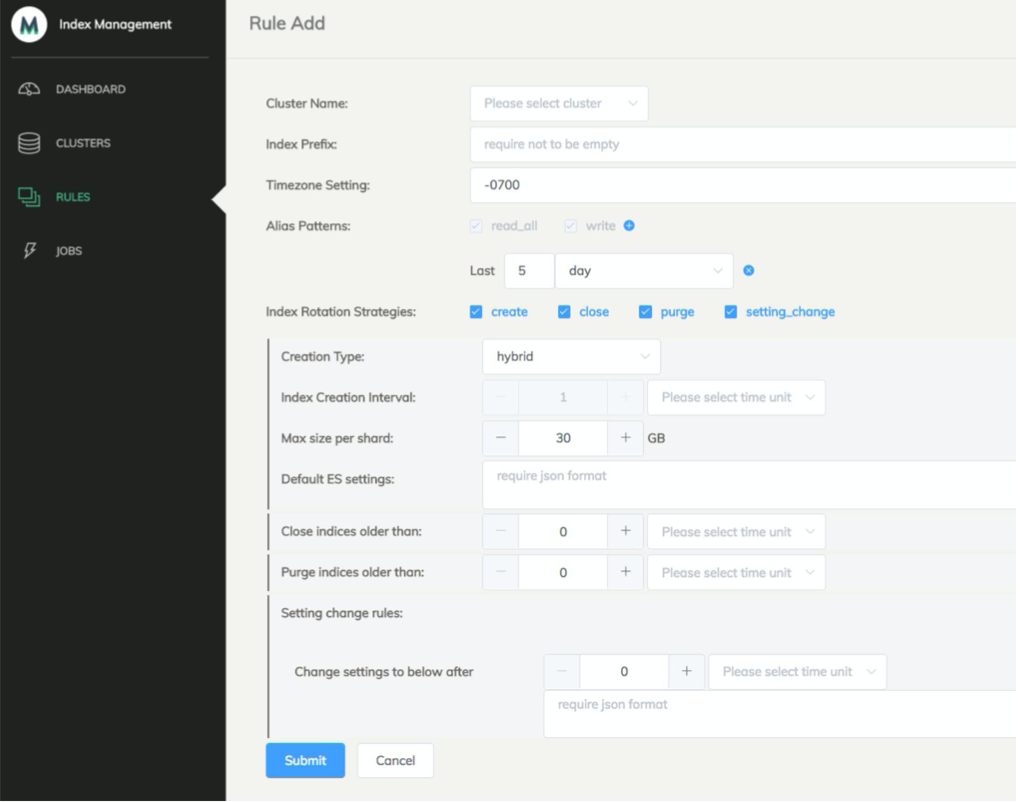 M Index Management
Rule Add
DASHBOARD
CLUSTERS
RULES
JOBS
Cluster Name: Please select cluster
Index Prefix: require not to be empty
Timezone Setting: -0700
Alias Patterns: read_all write
Last 5 day
Index Rotation Strategies: create close purge setting_change
Creation Type: hybrid
Index Creation Interval: 1 Please select time unit
Max size per shard: 30 GB
Default ES settings: require json format
Close indices older than: 0 Please select time unit
Purge indices older than: 0 Please select time unit
Setting change rules:
Change settings to below after 0 Please select time unit
require json format
Submit Cancel